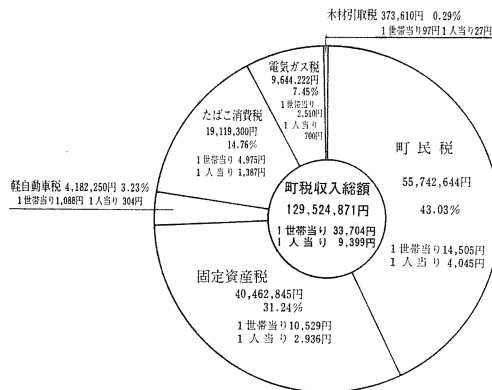 木材引取税 373,610円 0.29%
1世帯当り97円 1人当り27円
電気ガス税
9,644,222円
7.45%
1世帯当り
2,510円
1人当り
700円
たばこ消費税
19,119,300円
14.76%
1世帯当り 4,975円
1人当り 1,387円
軽自動車税 4,182,250円 3.23%
1世帯当り1,088円 1人当り 304円
町税収入総額
129,524,871円
1世帯当り 33,704円
1人当り 9,399円
町民税
55,742,644円
43.03%
1世帯当り14,505円
1人当り 4,045円
固定資産税
40,462,845円
31.24%
1世帯当り10,529円
1人当り 2.936円